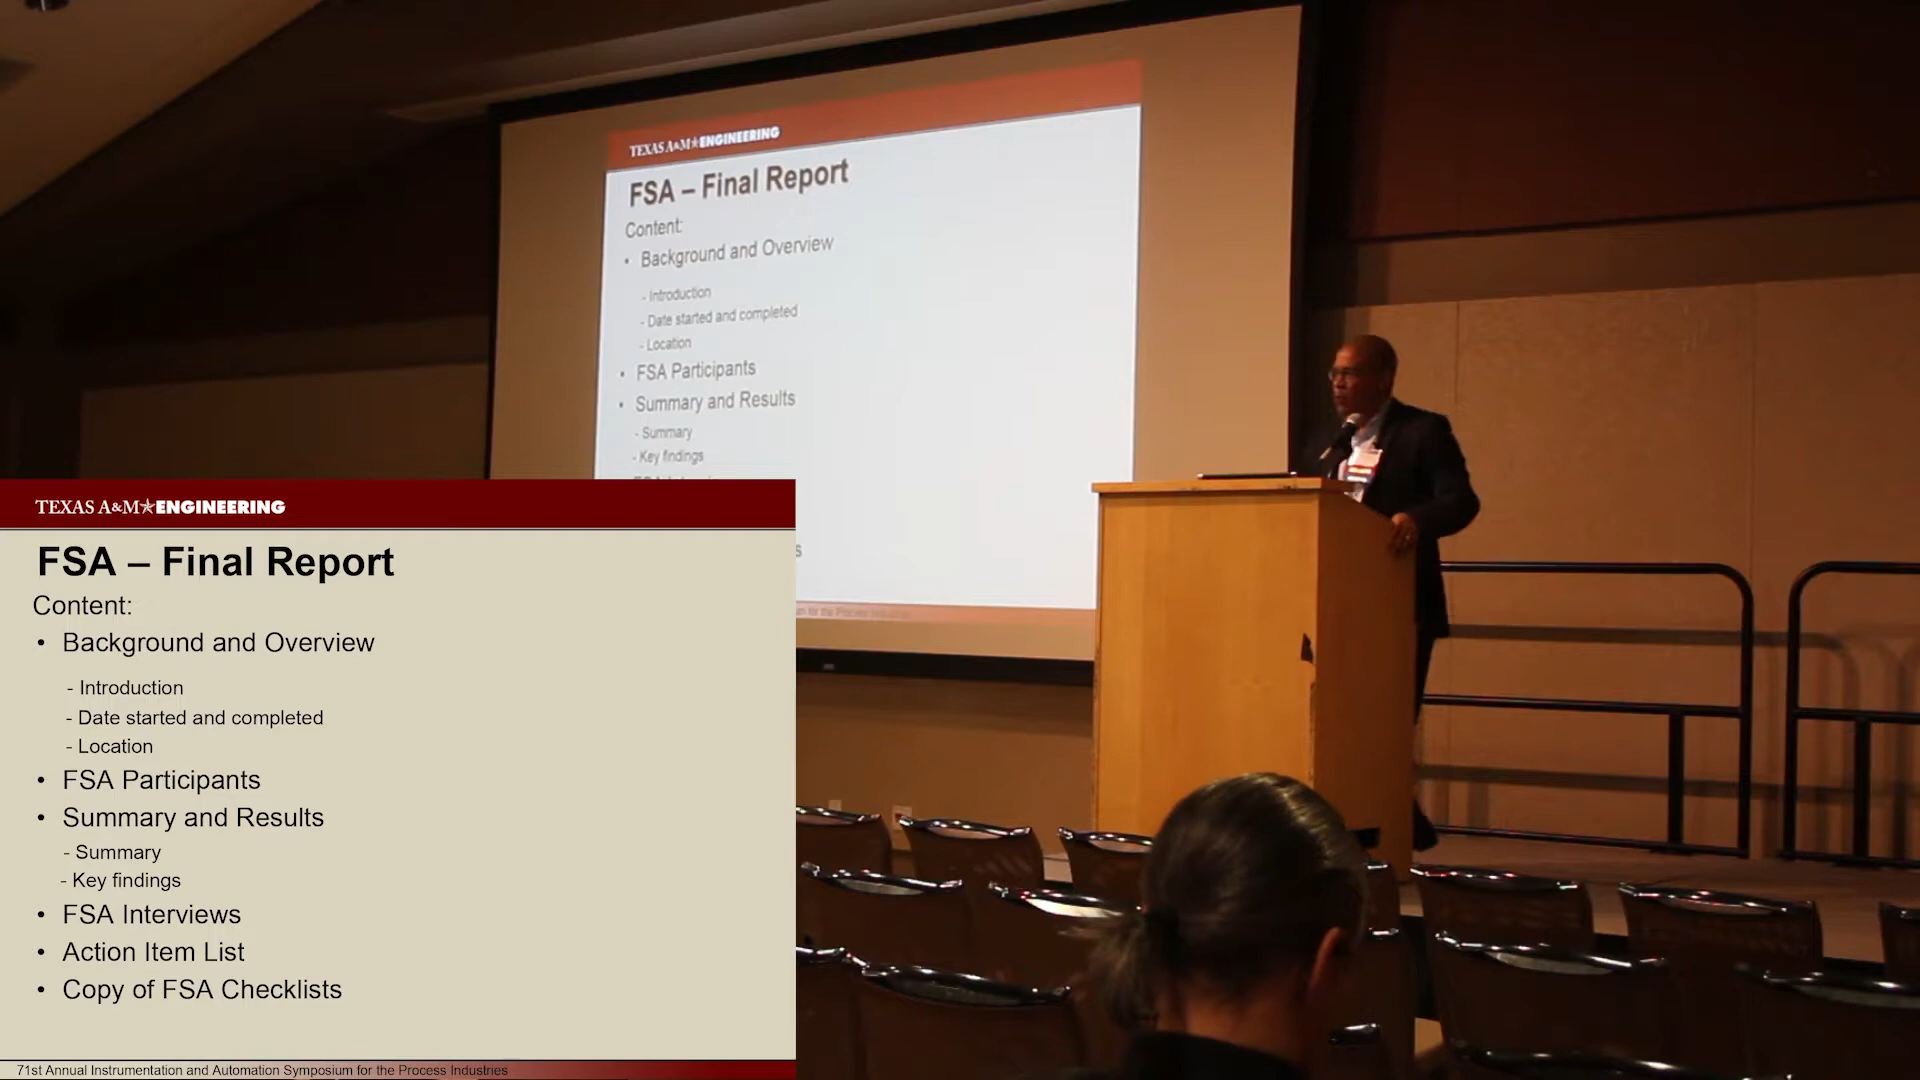 TEXAS A&M★ENGINEERING
FSA – Final Report
Content:
• Background and Overview
- Introduction
- Date started and completed
- Location
• FSA Participants
• Summary and Results
- Summary
- Key findings
TEXAS A&M★ENGINEERING
FSA – Final Report
Content:
• Background and Overview
- Introduction
- Date started and completed
- Location
• FSA Participants
• Summary and Results
- Summary
- Key findings
• FSA Interviews
• Action Item List
• Copy of FSA Checklists
71st Annual Instrumentation and Automation Symposium for the Process Industries